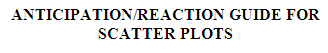 ANTICIPATION/REACTION GUIDE FOR
SCATTER PLOTS